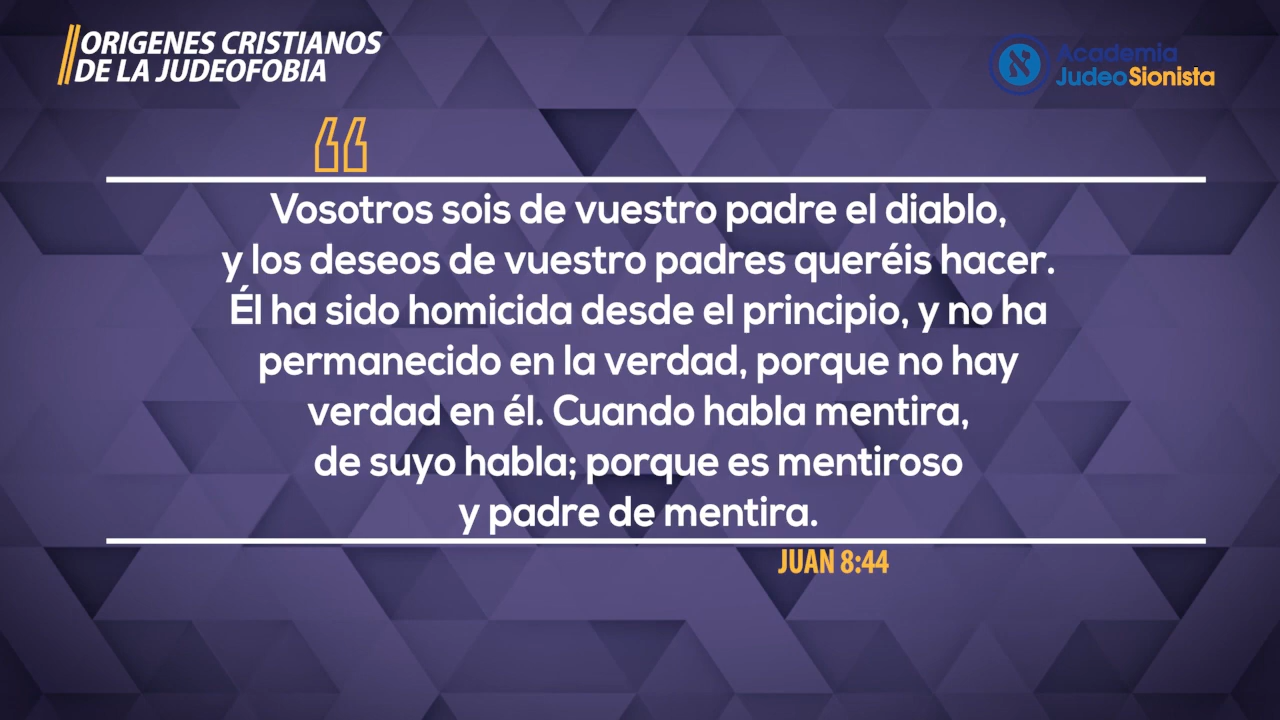 ORIGENES CRISTIANOS
DE LA JUDEOFOBIA
Academia
JudeoSionista
Vosotros sois de vuestro padre el diablo,
y los deseos de vuestro padres queréis hacer.
Él ha sido homicida desde el principio, y no ha
permanecido en la verdad, porque no hay
verdad en él. Cuando habla mentira,
de suyo habla; porque es mentiroso
y padre de mentira.
JUAN 8:44